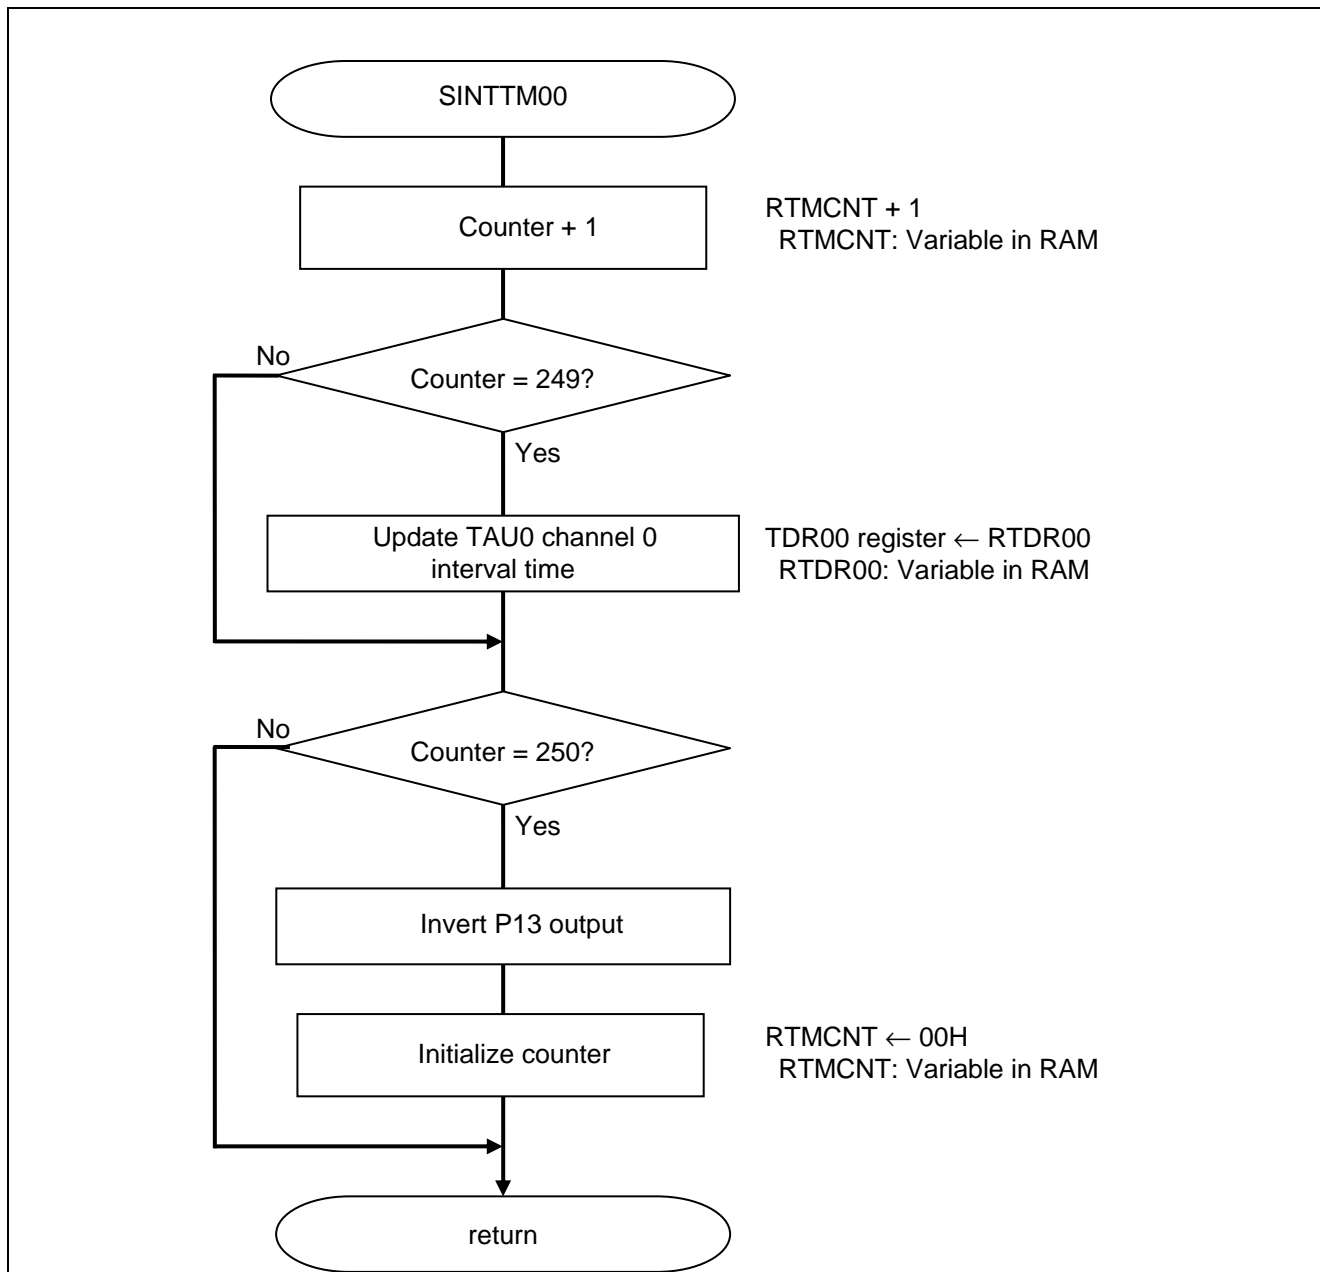 SINTTM00
Counter + 1
RTMCNT + 1
RTMCNT: Variable in RAM
No
Counter = 249?
Yes
Update TAU0 channel 0
interval time
TDR00 register ← RTDR00
RTDR00: Variable in RAM
No
Counter = 250?
Yes
Invert P13 output
Initialize counter
RTMCNT ← 00H
RTMCNT: Variable in RAM
return